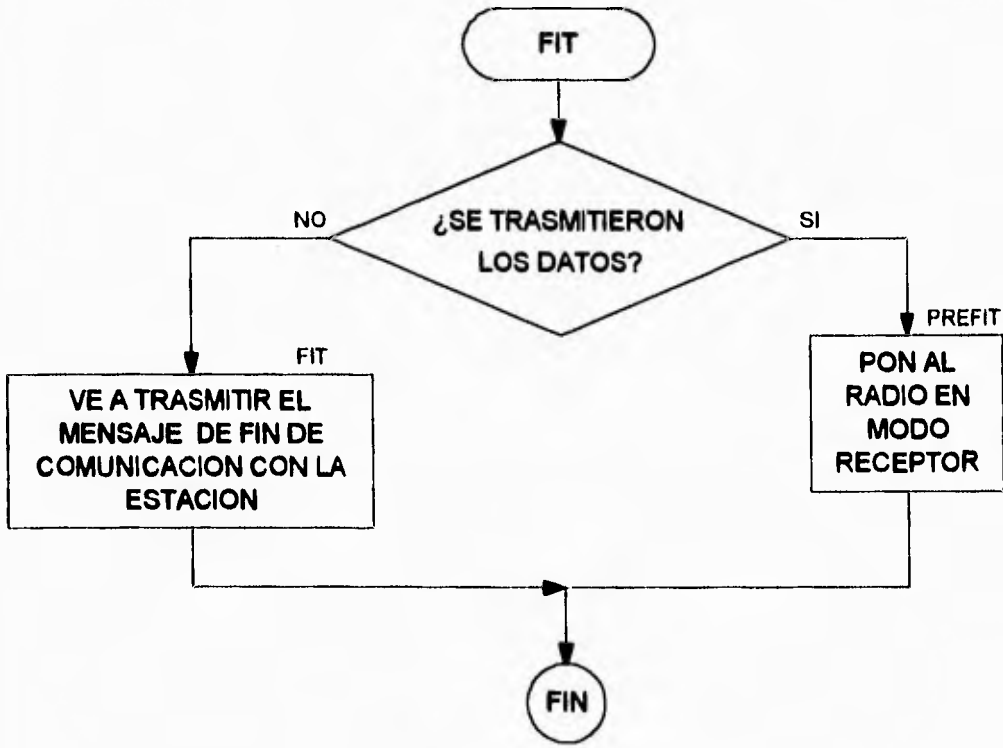 FIT
¿SE TRASMITIERON
LOS DATOS?
NO
SI
FIT
VE A TRASMITIR EL
MENSAJE DE FIN DE
COMUNICACION CON LA
ESTACION
PREFIT
PON AL
RADIO EN
MODO
RECEPTOR
FIN